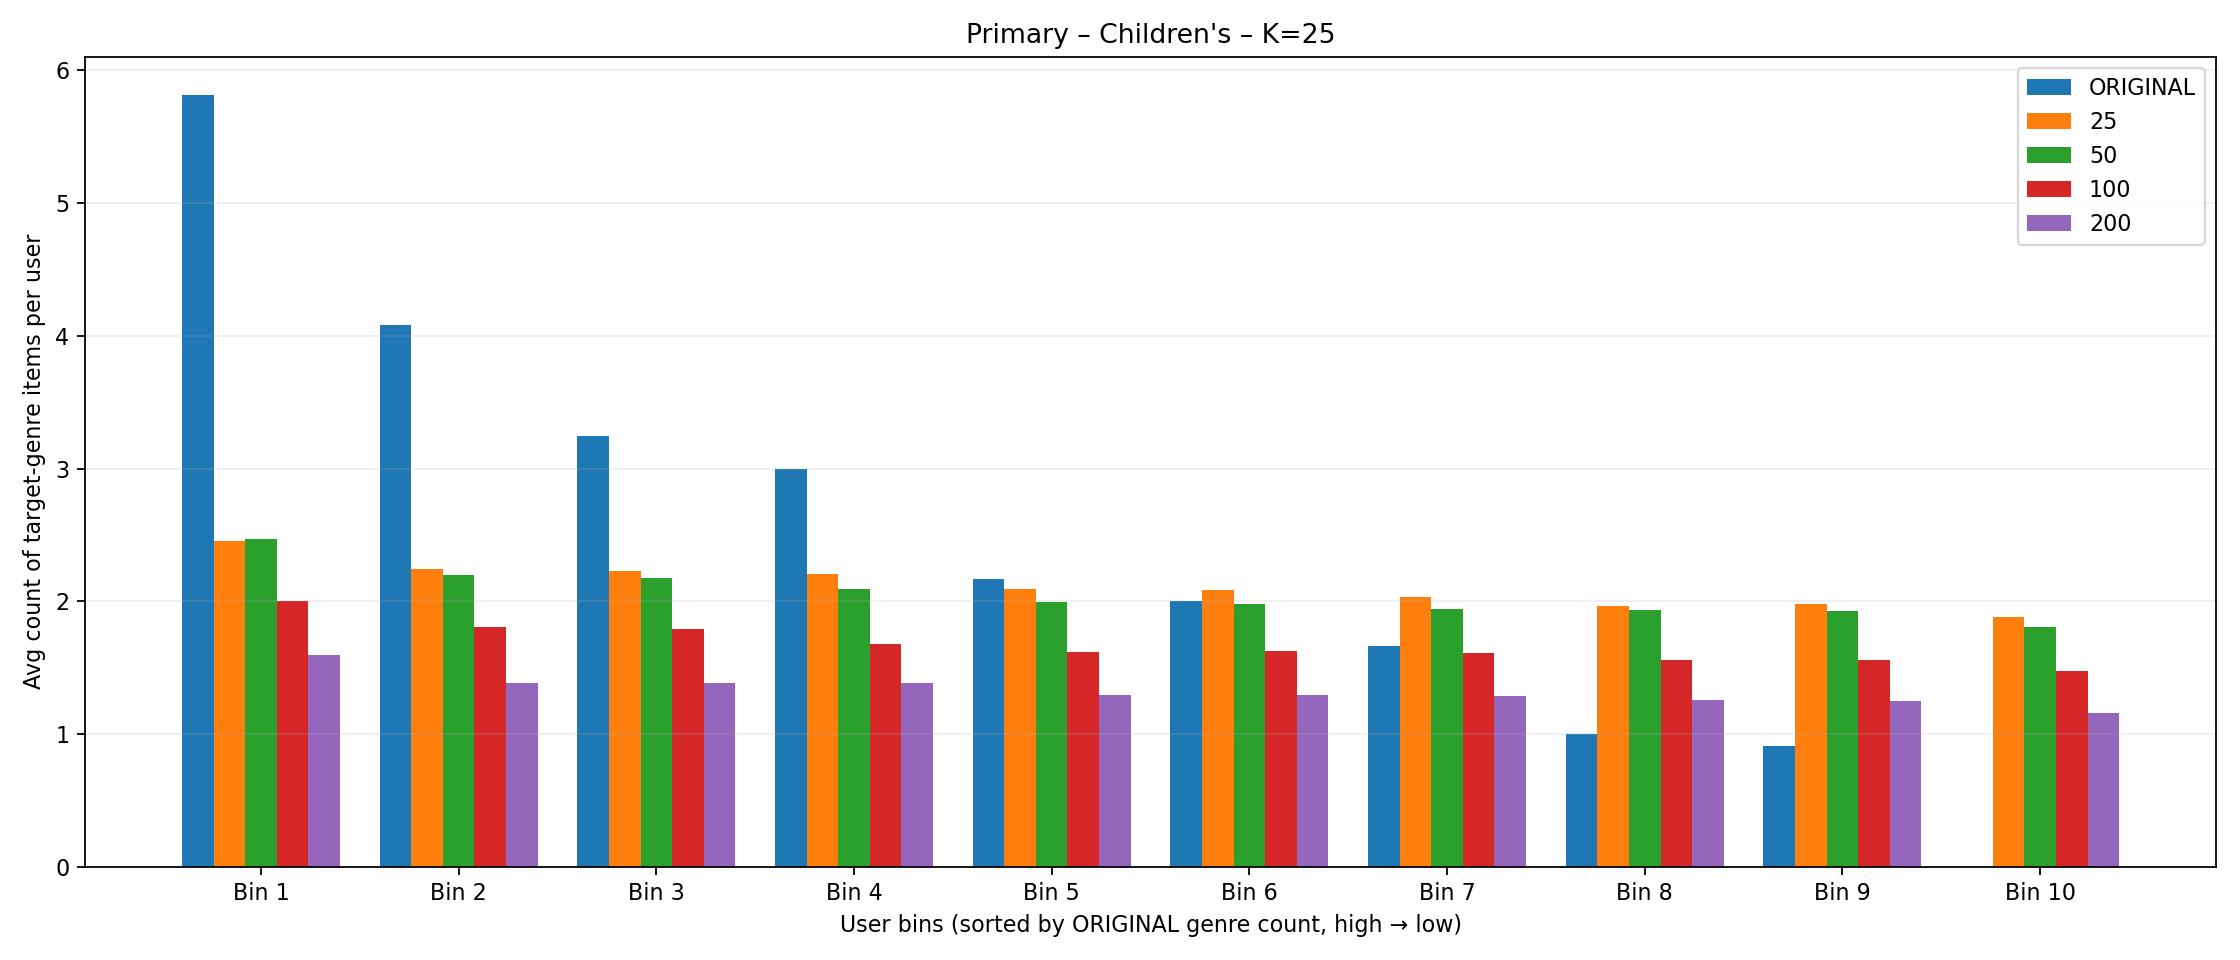 Primary – Children's – K=25
ORIGINAL
25
50
100
200
Avg count of target-genre items per user
6
5
4
3
2
1
0
Bin 1 Bin 2 Bin 3 Bin 4 Bin 5 Bin 6 Bin 7 Bin 8 Bin 9 Bin 10
User bins (sorted by ORIGINAL genre count, high → low)